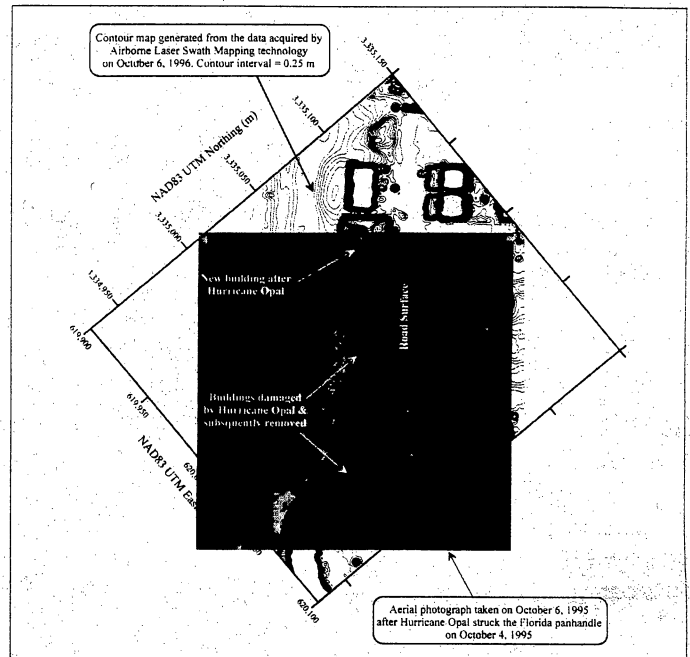 Contour map generated from the data acquired by
Airborne Laser Swath Mapping technology
on October 6, 1996. Contour interval = 0.25 m
3,335,150
3,335,100
NAD83 UTM Northing (m)
3,335,050
3,335,000
3,334,950
619,900
New building after
Hurricane Opal
Road Surface
Buildings damaged
by Hurricane Opal &
subsqently removed
619,950
NAD83 UTM Eas
620,100
Aerial photograph taken on October 6, 1995
after Hurricane Opal struck the Florida panhandle
on October 4, 1995